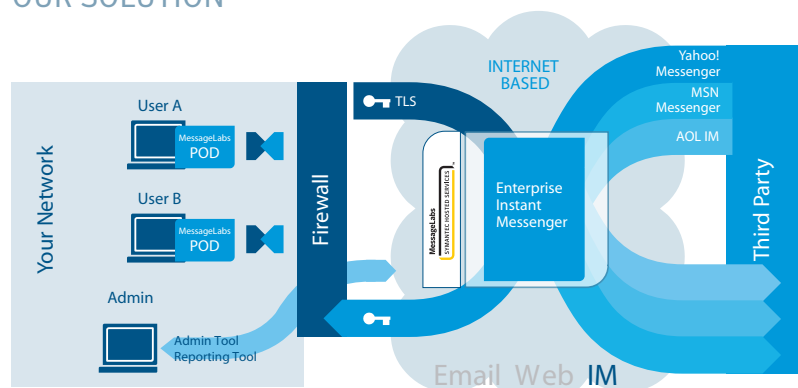 OUR SOLUTION
Your Network
User A
MessageLabs
POD
User B
MessageLabs
POD
Admin
Admin Tool
Reporting Tool
Firewall
TLS
INTERNET
BASED
MessageLabs
SYMANTEC HOSTED SERVICES™
Enterprise
Instant
Messenger
Yahoo!
Messenger
MSN
Messenger
AOL IM
Third Party
Email Web IM